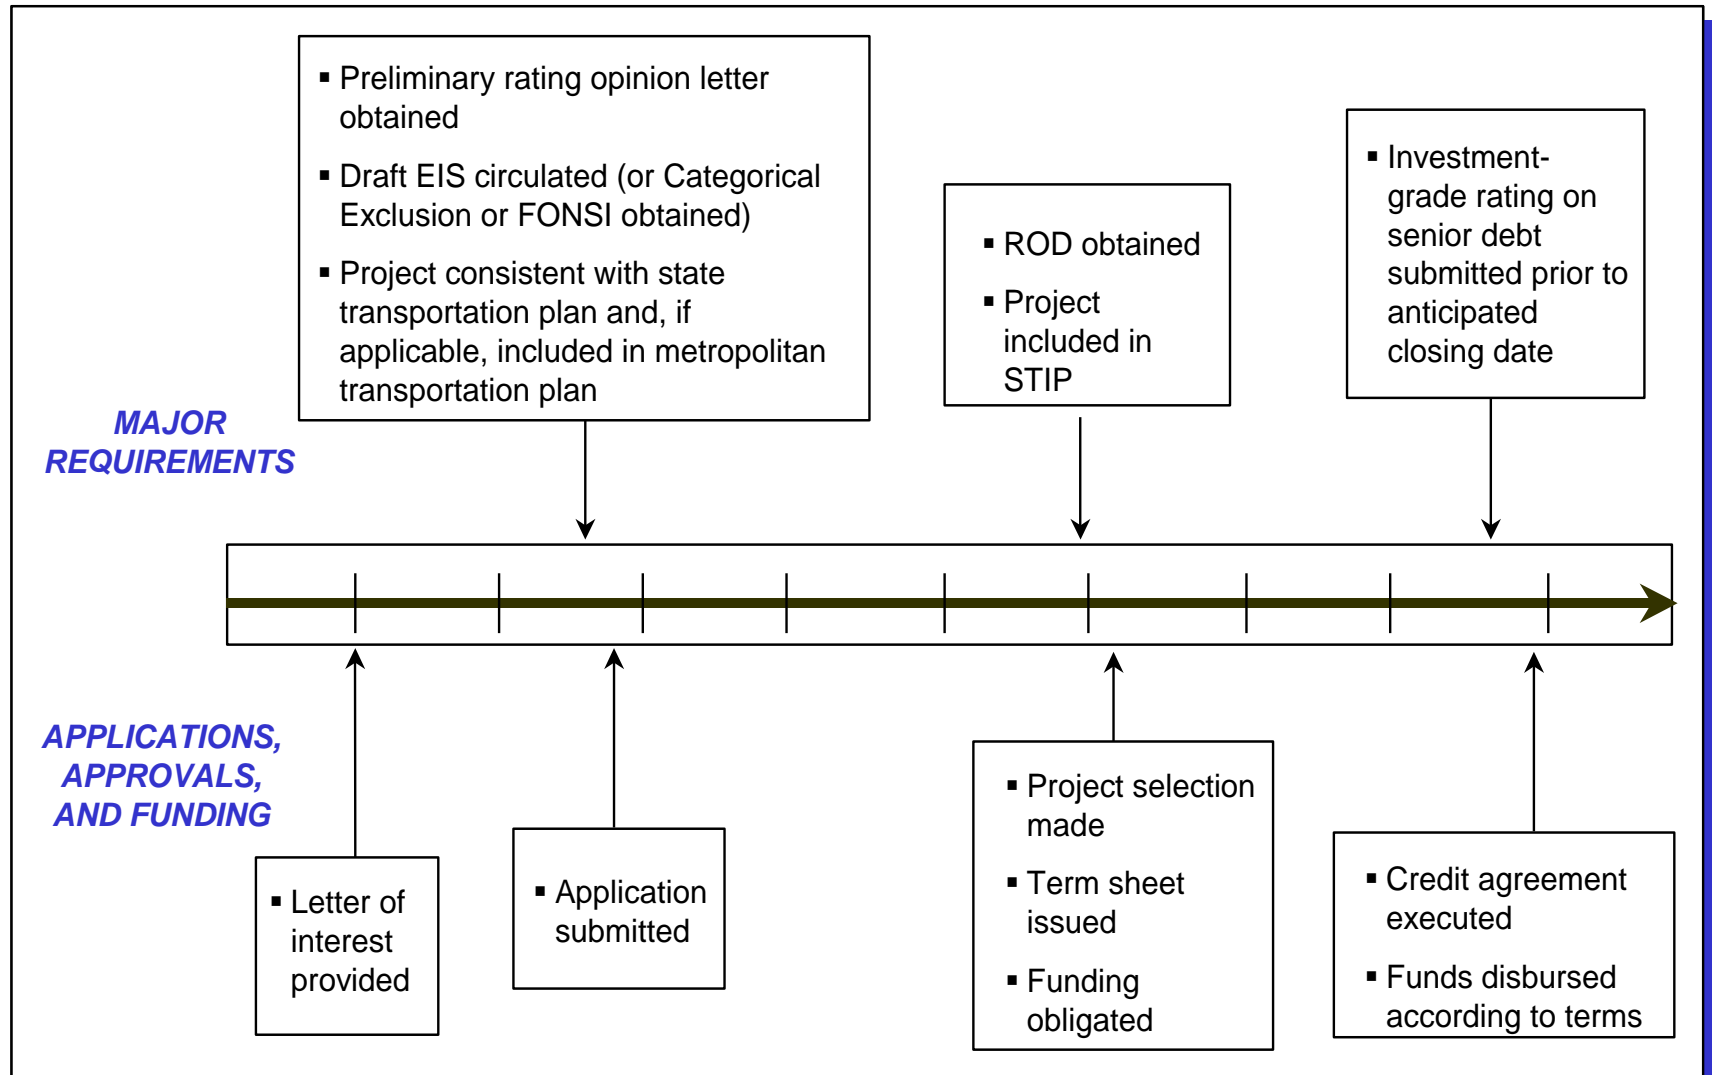 ▪ Preliminary rating opinion letter
obtained
▪ Draft EIS circulated (or Categorical
Exclusion or FONSI obtained)
▪ Project consistent with state
transportation plan and, if
applicable, included in metropolitan
transportation plan
▪ ROD obtained
▪ Project
included in
STIP
▪ Investment-
grade rating on
senior debt
submitted prior to
anticipated
closing date
MAJOR
REQUIREMENTS
APPLICATIONS,
APPROVALS,
AND FUNDING
▪ Letter of
interest
provided
▪ Application
submitted
▪ Project selection
made
▪ Term sheet
issued
▪ Funding
obligated
▪ Credit agreement
executed
▪ Funds disbursed
according to terms